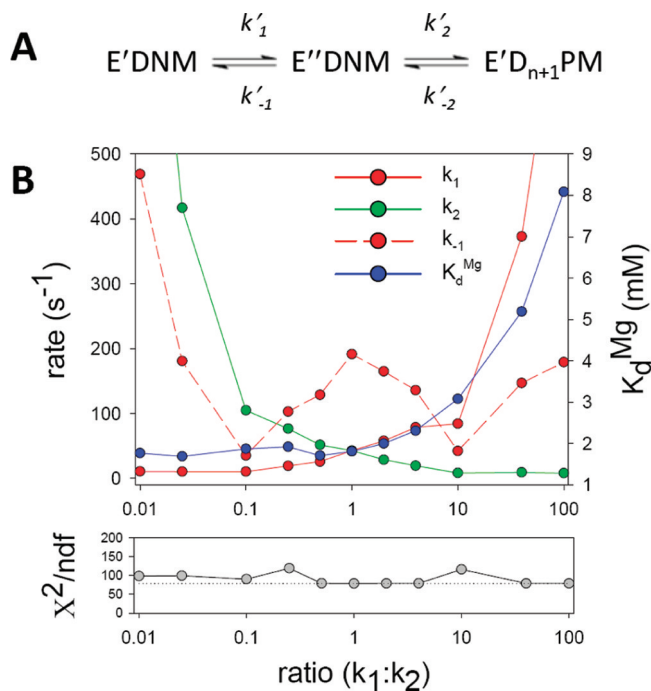 A
k′1 k′2
E′DNM E′′DNM E′Dn+1PM
k′-1 k′-2
B
500 9
400 8
300 7
200 6
100 5
0 4
3
2
1
rate (s-1)
KdMg (mM)
k1
k2
k-1
KdMg
0.01 0.1 1 10 100
200
150
100
50
0
X2/ndf
0.01 0.1 1 10 100
ratio (k1:k2)